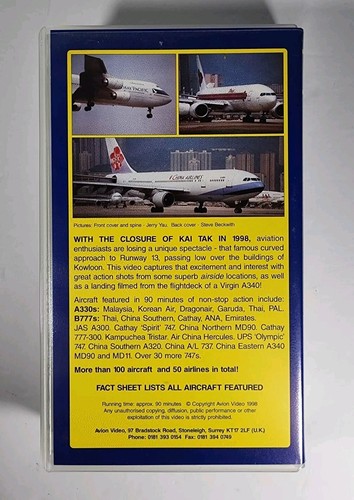 CATHAY PACIFIC
Thai
CHINA AIRLINES
Pictures: Front cover and spine - Jerry Yau. Back cover - Steve Beckwith
WITH THE CLOSURE OF KAI TAK IN 1998, aviation
enthusiasts are losing a unique spectacle - that famous curved
approach to Runway 13, passing low over the buildings of
Kowloon. This video captures that excitement and interest with
great action shots from some superb airside locations, as well
as a landing filmed from the flightdeck of a Virgin A340!
Aircraft featured in 90 minutes of non-stop action include:
A330s: Malaysia, Korean Air, Dragonair, Garuda, Thai, PAL.
B777s: Thai, China Southern, Cathay, ANA, Emirates.
JAS A300. Cathay 'Spirit' 747. China Northern MD90. Cathay
777-300. Kampuchea Tristar. Air China Hercules. UPS 'Olympic'
747. China Southern A320. China A/L 737. China Eastern A340
MD90 and MD11. Over 30 more 747's.
More than 100 aircraft and 50 airlines in total!
FACT SHEET LISTS ALL AIRCRAFT FEATURED
Running time: approx. 90 minutes © Copyright Avion Video 1998
Any unauthorised copying, diffusion, public performance or other
exploitation of this video is strictly prohibited.
Avion Video, 97 Bradstock Road, Stoneleigh, Surrey KT17 2LF (U.K.)
Phone: 0181 393 0154 Fax: 0181 394 0749